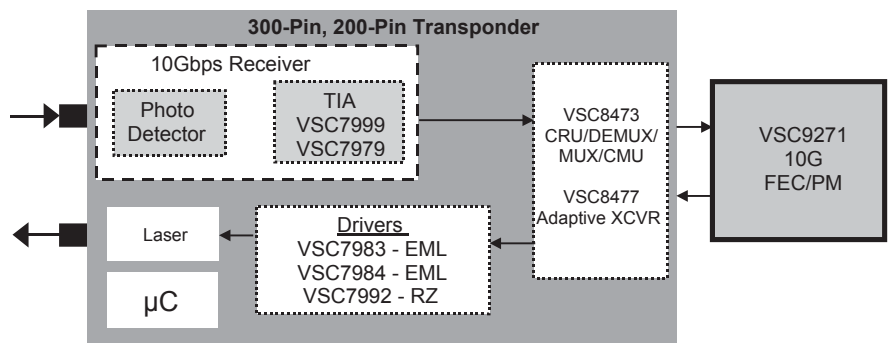 300-Pin, 200-Pin Transponder
10Gbps Receiver
Photo
Detector
TIA
VSC7999
VSC7979
VSC8473
CRU/DEMUX/
MUX/CMU
VSC8477
Adaptive XCVR
VSC9271
10G
FEC/PM
Laser
Drivers
VSC7983 - EML
VSC7984 - EML
VSC7992 - RZ
µC